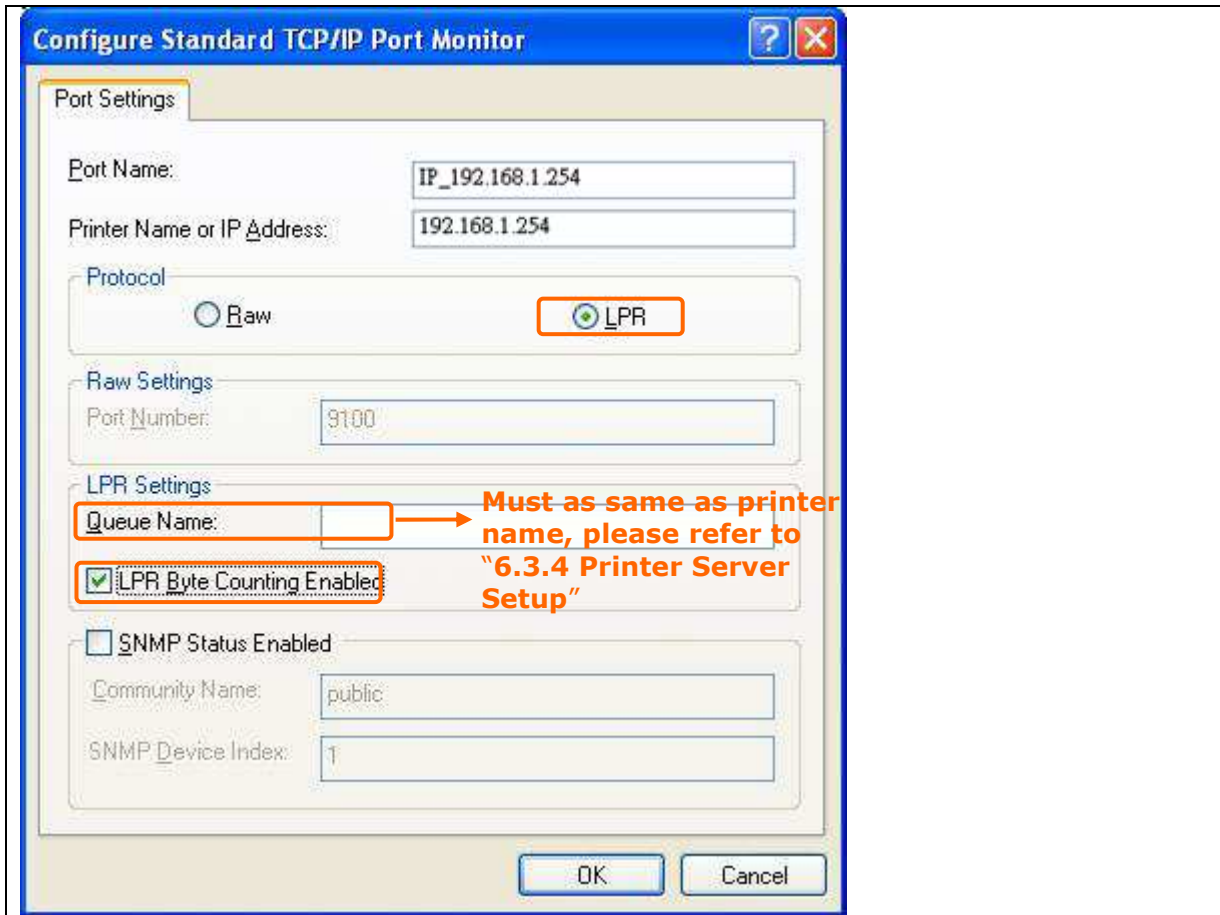 Configure Standard TCP/IP Port Monitor
Port Settings
Port Name:
IP_192.168.1.254
Printer Name or IP Address:
192.168.1.254
Protocol
Raw
LPR
Raw Settings
Port Number:
9100
LPR Settings
Queue Name:
Must as same as printer
name, please refer to
“6.3.4 Printer Server
Setup”
LPR Byte Counting Enabled
SNMP Status Enabled
Community Name:
public
SNMP Device Index:
1
OK
Cancel